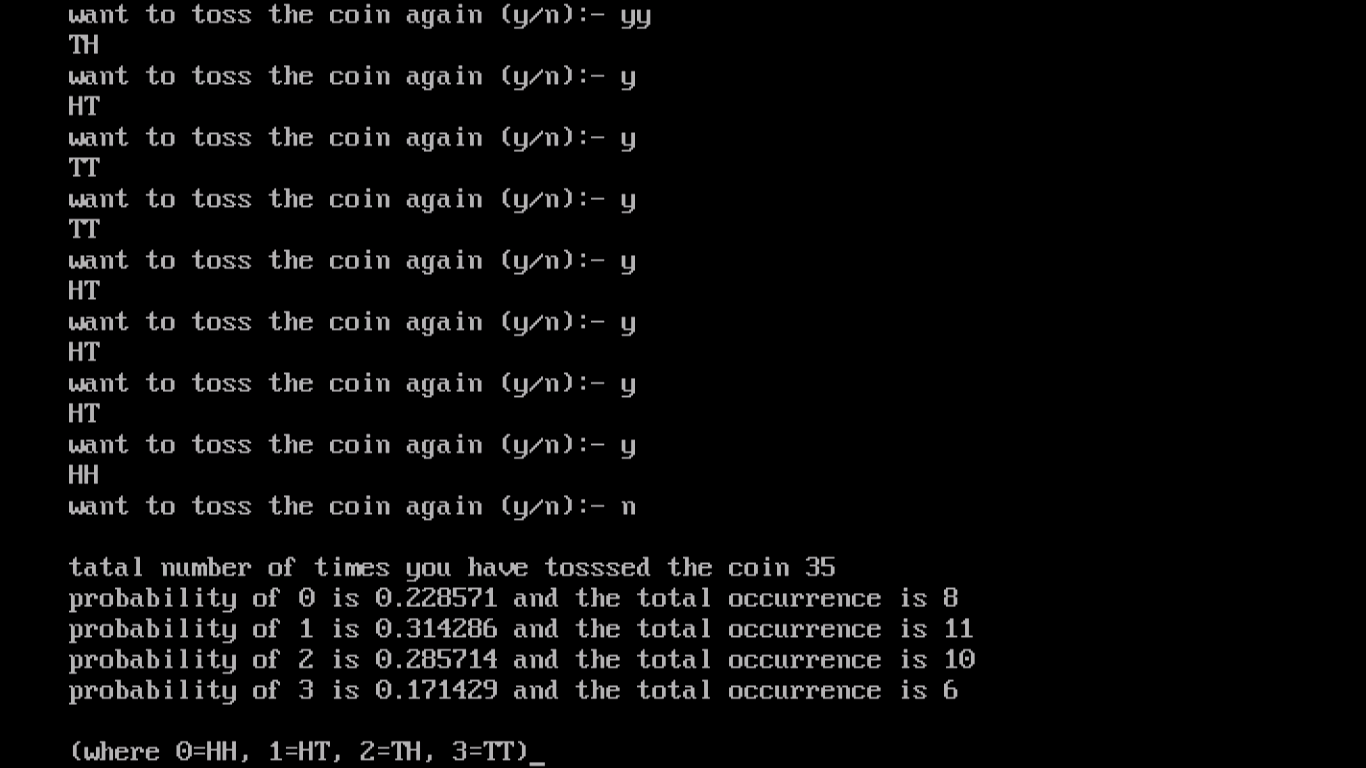 want to toss the coin again (y/n):- yy
TH
want to toss the coin again (y/n):- y
HT
want to toss the coin again (y/n):- y
TT
want to toss the coin again (y/n):- y
TT
want to toss the coin again (y/n):- y
HT
want to toss the coin again (y/n):- y
HT
want to toss the coin again (y/n):- y
HT
want to toss the coin again (y/n):- y
HH
want to toss the coin again (y/n):- n
tatal number of times you have tosssed the coin 35
probability of 0 is 0.228571 and the total occurrence is 8
probability of 1 is 0.314286 and the total occurrence is 11
probability of 2 is 0.285714 and the total occurrence is 10
probability of 3 is 0.171429 and the total occurrence is 6
(where 0=HH, 1=HT, 2=TH, 3=TT)_